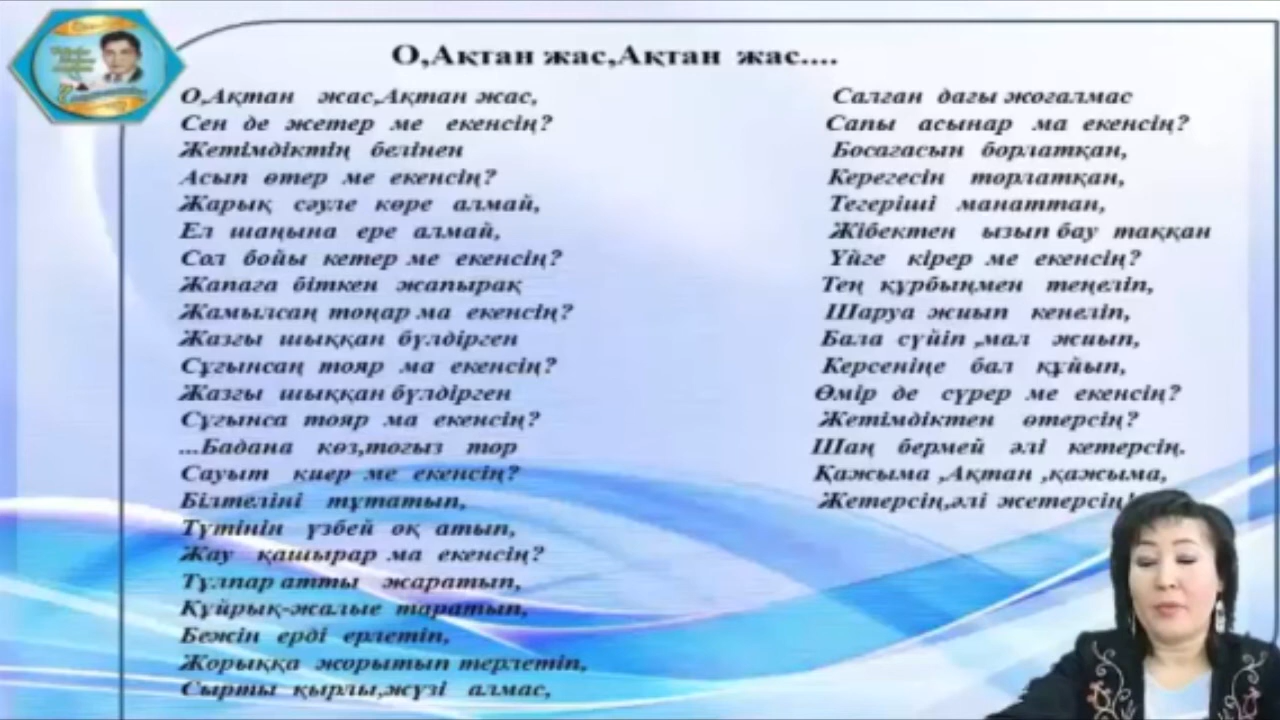 О,Ақтан жас,Ақтан жас....
О,Ақтан жас,Ақтан жас,
Сен де жетер ме екенсің?
Жетімдіктің белінен
Асып өтер ме екенсің?
Жарық сәуле көре алмай,
Ел шаңына ере алмай,
Сол бойы кетер ме екенсің?
Жапаға біткен жапырақ
Жамылсаң тоңар ма екенсің?
Жазғы шыққан бүлдірген
Сұғынсаң тояр ма екенсің?
Жазғы шыққан бүлдірген
Сұғынса тояр ма екенсің?
...Бадана көз,тоғыз тор
Сауыт киер ме екенсің?
Білтеліні тұтатып,
Түтінін үзбей оқ атып,
Жау қашырар ма екенсің?
Тұлпар атты жаратып,
Құйрық-жалые таратып,
Бежін ерді ерлетіп,
Жорыққа жорытып терлетіп,
Сырты қырлы,жүзі алмас,
Салған дағы жоғалмас
Сапы асынар ма екенсің?
Босағасын борлатқан,
Керегесін торлатқан,
Тегеріші манаттан,
Жібектен ызып бау таққан
Үйге кірер ме екенсің?
Тең құрбыңмен теңеліп,
Шаруа жиып кенеліп,
Бала сүйіп ,мал жиып,
Керсеніңе бал құйып,
Өмір де сүрер ме екенсің?
Жетімдіктен өтерсің?
Шаң бермей әлі кетерсің.
Қажыма ,Ақтан ,қажыма,
Жетерсің,әлі жетерсің!